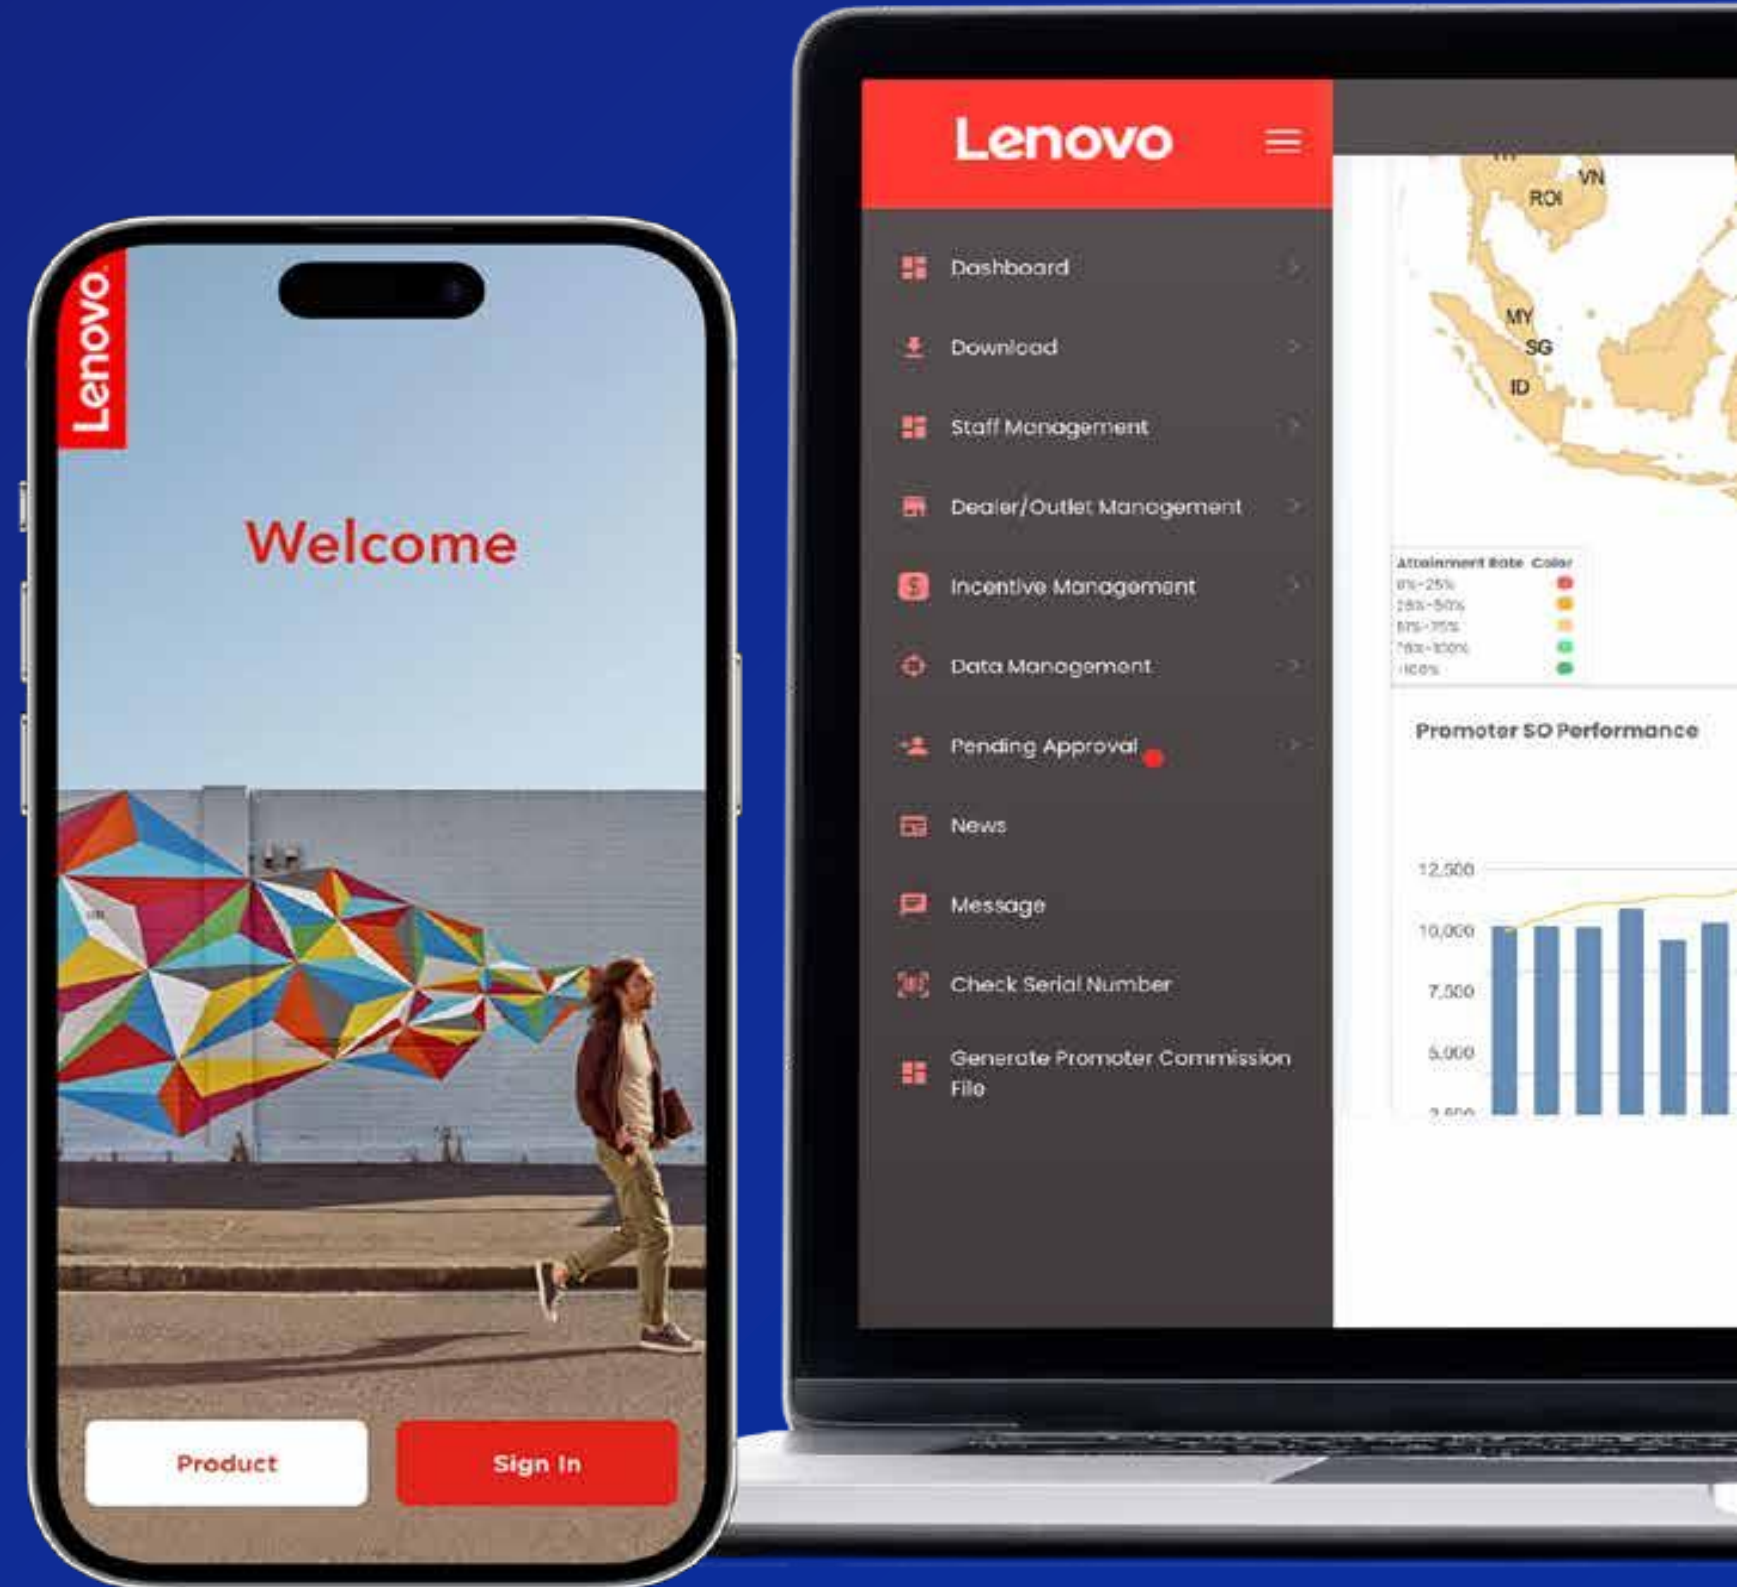 Lenovo
Welcome
Product
Sign In
Lenovo
Dashboard
Download
Staff Management
Dealer/Outlet Management
Incentive Management
Data Management
Pending Approval
News
Message
Check Serial Number
Generate Promoter Commission
File
VN
ROI
MY
SG
ID
Attainment Rate Color
Promoter SO Performance
12,500
10,000
7,500
5,000